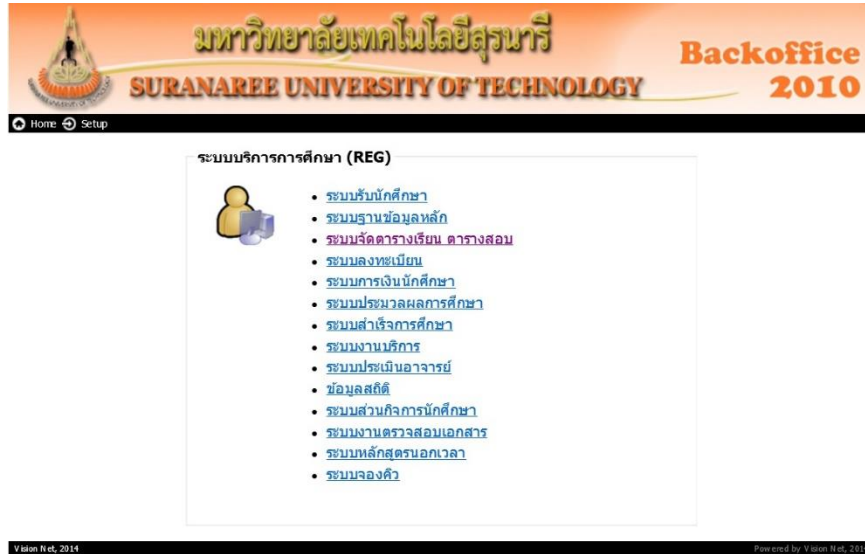 มหาวิทยาลัยเทคโนโลยีสุรนารี
SURANAREE UNIVERSITY OF TECHNOLOGY
Backoffice
2010
Home Setup
ระบบบริการการศึกษา (REG)
ระบบรับนักศึกษา
ระบบฐานข้อมูลหลัก
ระบบจัดตารางเรียน ตารางสอบ
ระบบลงทะเบียน
ระบบการเงินนักศึกษา
ระบบประมวลผลการศึกษา
ระบบสำเร็จการศึกษา
ระบบงานบริการ
ระบบประเมินอาจารย์
ข้อมูลสถิติ
ระบบส่วนกิจการนักศึกษา
ระบบงานตรวจสอบเอกสาร
ระบบหลักสูตรนอกเวลา
ระบบจองคิว
Vision Net, 2014
Powered by Vision Net,